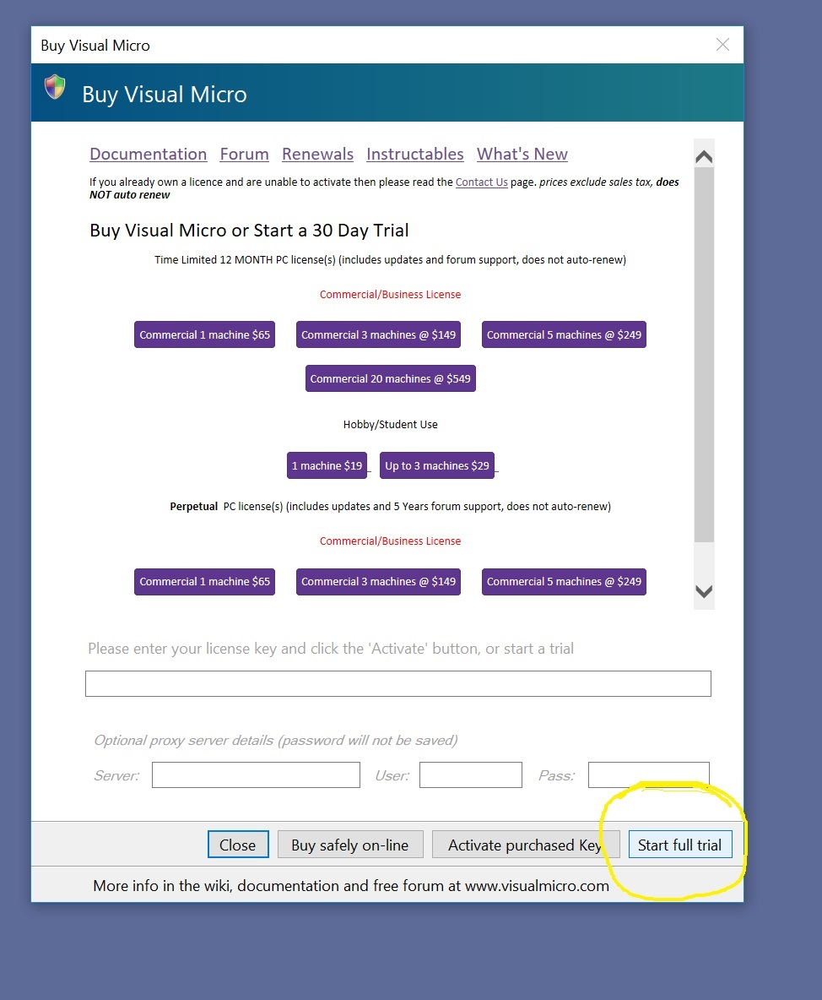 Buy Visual Micro
Buy Visual Micro
Documentation Forum Renewals Instructables What's New
If you already own a licence and are unable to activate then please read the Contact Us page. prices exclude sales tax, does
NOT auto renew
Buy Visual Micro or Start a 30 Day Trial
Time Limited 12 MONTH PC license(s) (includes updates and forum support, does not auto-renew)
Commercial/Business License
Commercial 1 machine $65 Commercial 3 machines @ $149 Commercial 5 machines @ $249
Commercial 20 machines @ $549
Hobby/Student Use
1 machine $19 Up to 3 machines $29
Perpetual PC license(s) (includes updates and 5 Years forum support, does not auto-renew)
Commercial/Business License
Commercial 1 machine $65 Commercial 3 machines @ $149 Commercial 5 machines @ $249
Please enter your license key and click the 'Activate' button, or start a trial
Optional proxy server details (password will not be saved)
Server: User: Pass:
Close Buy safely on-line Activate purchased Key Start full trial
More info in the wiki, documentation and free forum at www.visualmicro.com